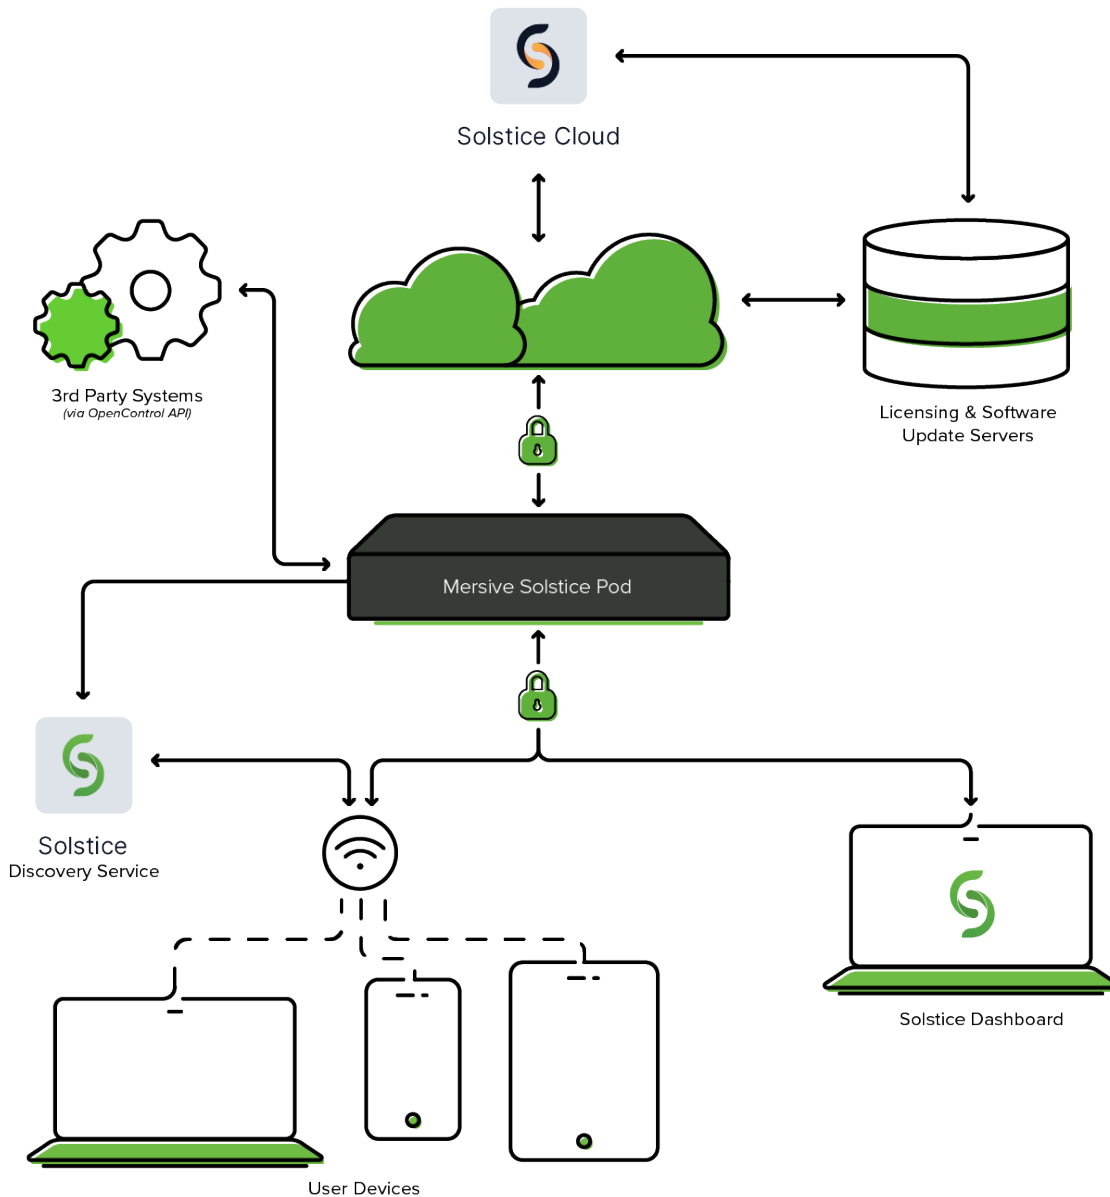 Solstice Cloud
3rd Party Systems
(via OpenControl API)
Licensing & Software
Update Servers
Mersive Solstice Pod
Solstice
Discovery Service
Solstice Dashboard
User Devices